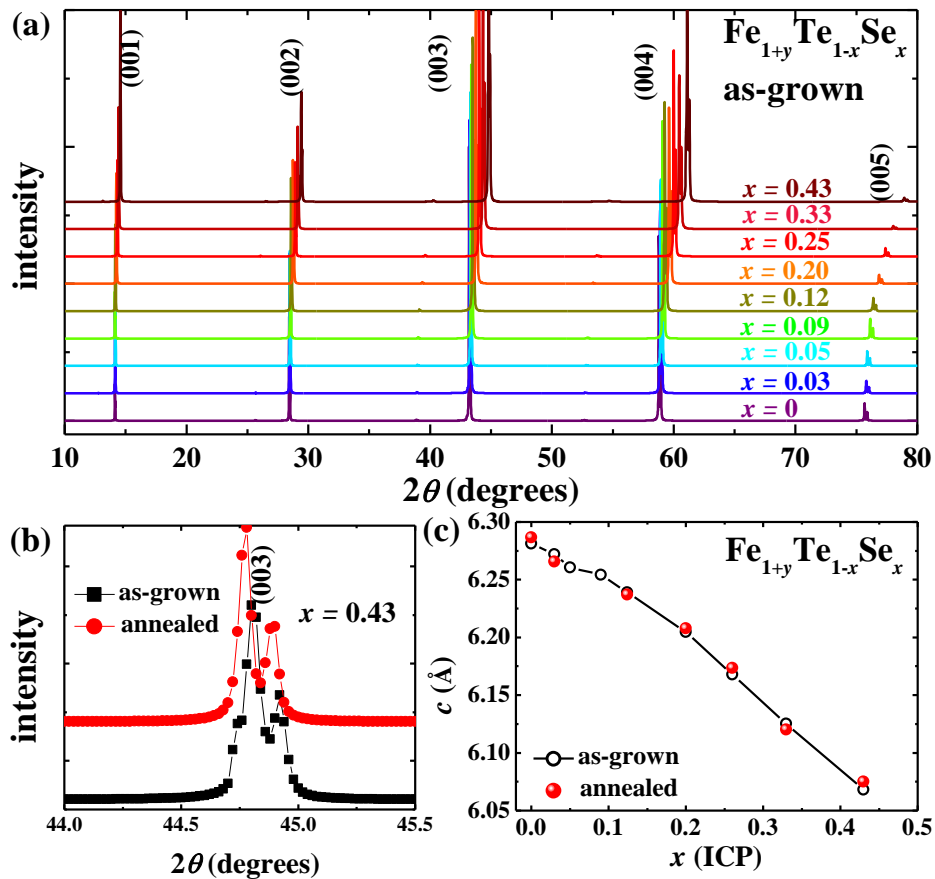 (a)
Fe1+yTe1-xSex
as-grown
(001)
(002)
(003)
(004)
(005)
x = 0.43
x = 0.33
x = 0.25
x = 0.20
x = 0.12
x = 0.09
x = 0.05
x = 0.03
x = 0
intensity
10 20 30 40 50 60 70 80
2θ (degrees)
(b)
as-grown
annealed
(003)
x = 0.43
intensity
44.0 44.5 45.0 45.5
2θ (degrees)
(c)
Fe1+yTe1-xSex
6.30
6.25
6.20
6.15
6.10
6.05
c (Å)
as-grown
annealed
0.0 0.1 0.2 0.3 0.4 0.5
x (ICP)